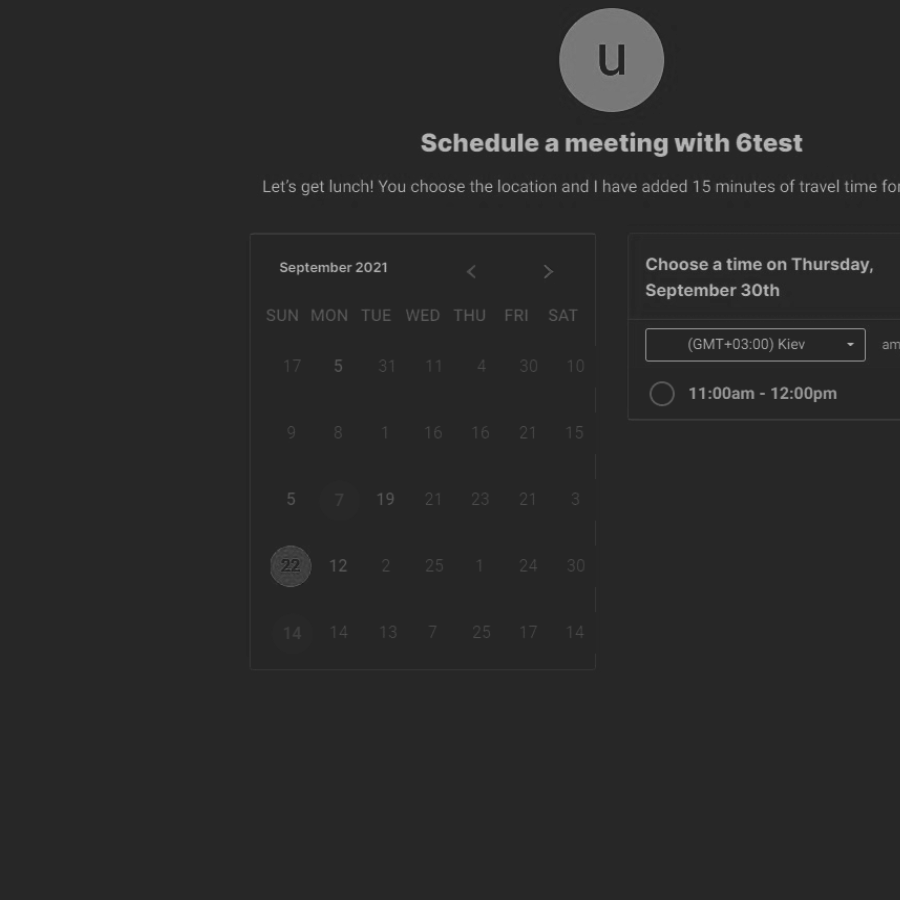 u
Schedule a meeting with 6test
Let's get lunch! You choose the location and I have added 15 minutes of travel time for
September 2021
SUN MON TUE WED THU FRI SAT
17 5 31 11 4 30 10
9 8 1 16 16 21 15
5 7 19 21 23 21 3
22 12 2 25 1 24 30
14 14 13 7 25 17 14
Choose a time on Thursday,
September 30th
(GMT+03:00) Kiev am
11:00am - 12:00pm